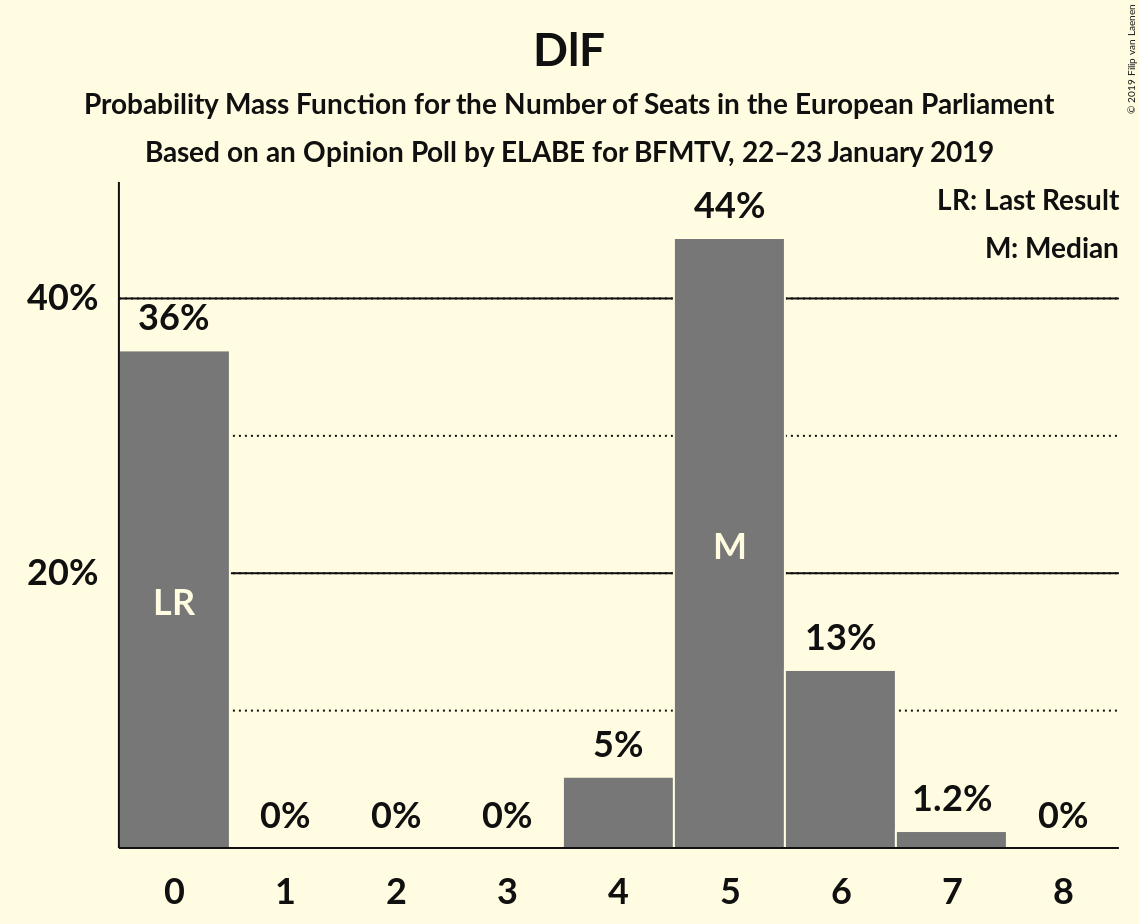 DlF
Probability Mass Function for the Number of Seats in the European Parliament
Based on an Opinion Poll by ELABE for BFMTV, 22–23 January 2019
© 2019 Filip van Laenen
LR: Last Result
M: Median
40%
20%
36%
0%
0%
0%
5%
44%
13%
1.2%
0%
LR
M
0 1 2 3 4 5 6 7 8